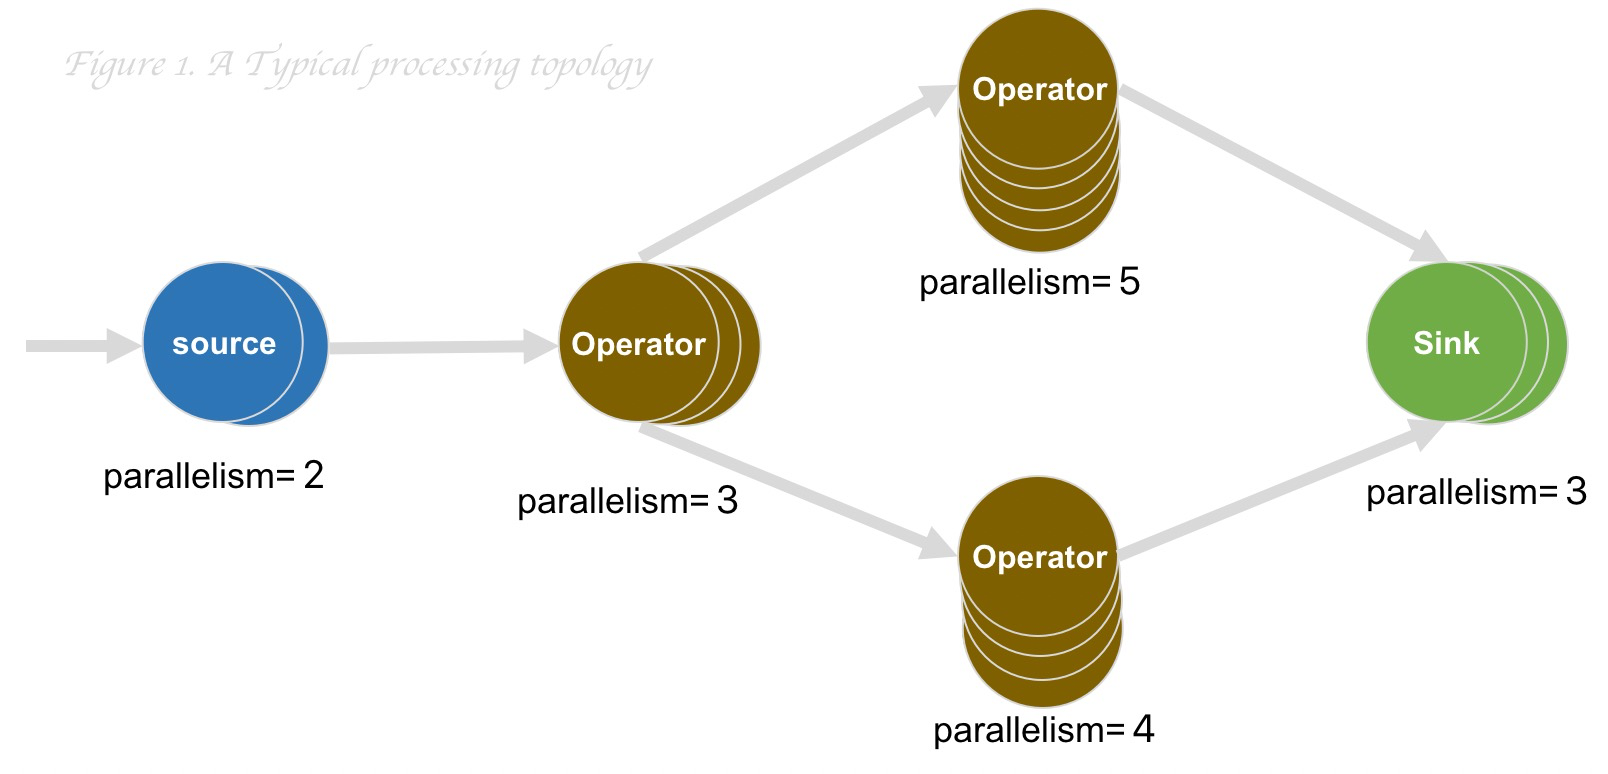 Figure 1. A Typical processing topology
Operator
parallelism= 5
source
Operator
Sink
parallelism= 2
parallelism= 3
parallelism= 3
Operator
parallelism= 4